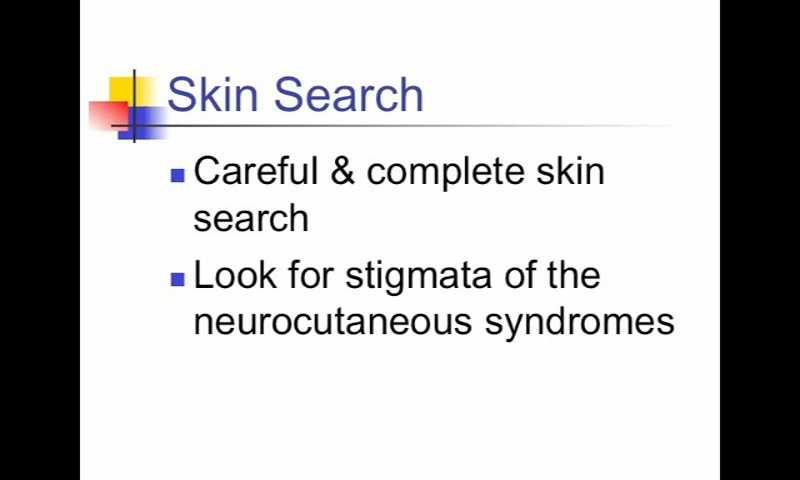 Skin Search
Careful & complete skin
search
Look for stigmata of the
neurocutaneous syndromes